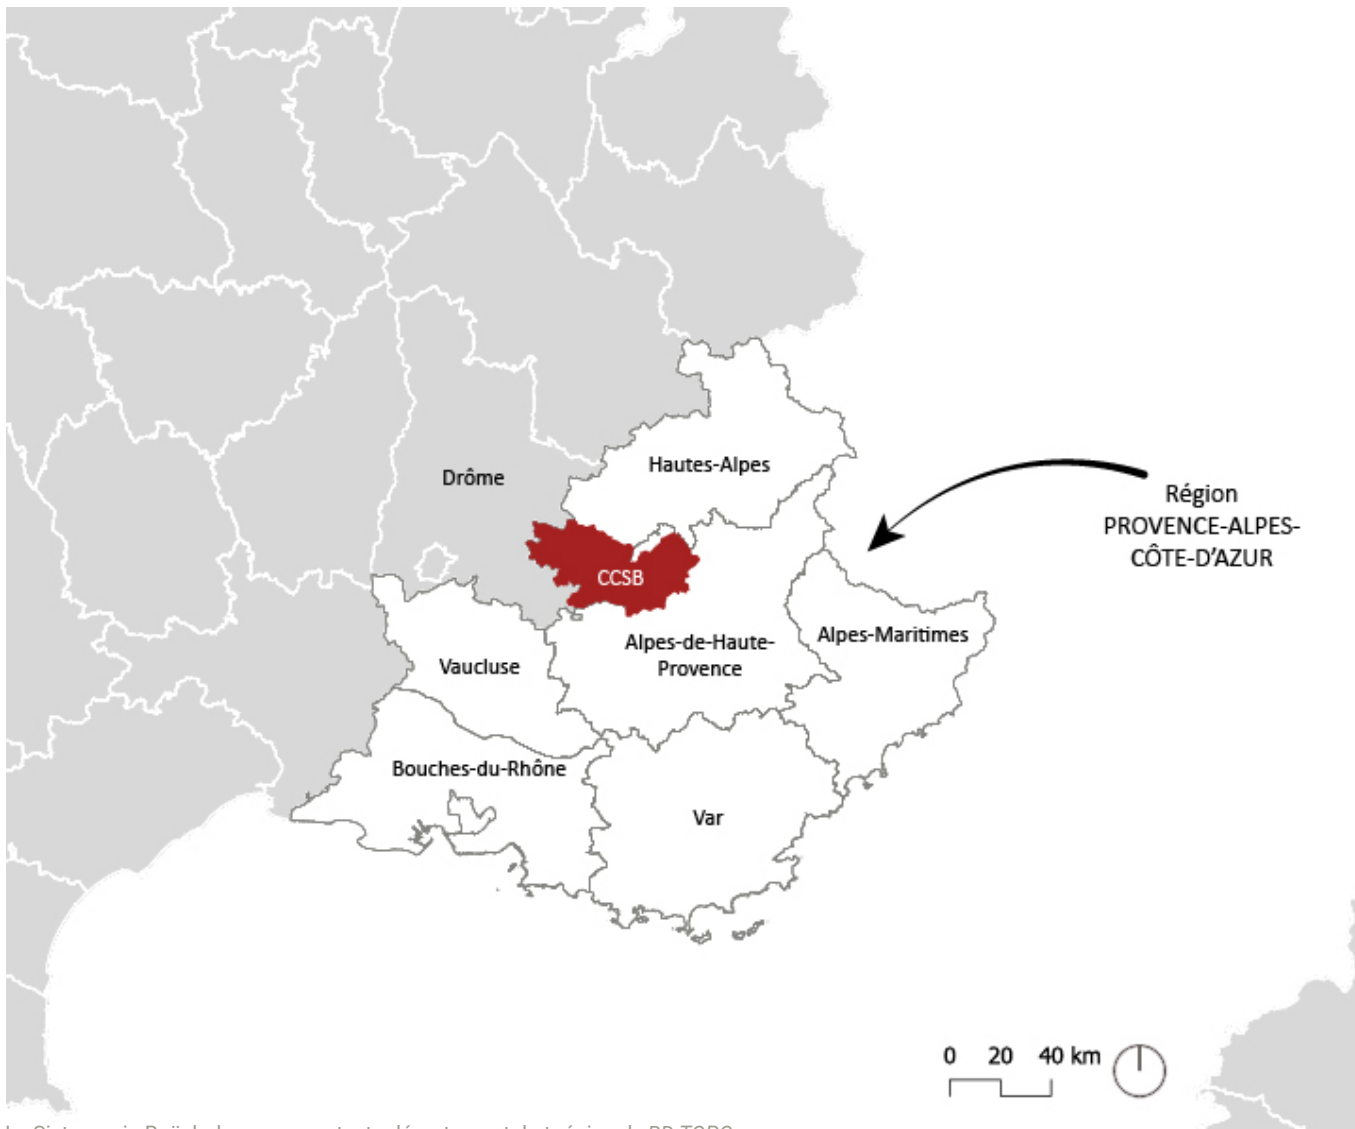 Hautes-Alpes
Drôme
Région
PROVENCE-ALPES-
CÔTE-D'AZUR
CCSB
Alpes-de-Haute-
Provence
Alpes-Maritimes
Vaucluse
Bouches-du-Rhône
Var
0 20 40 km